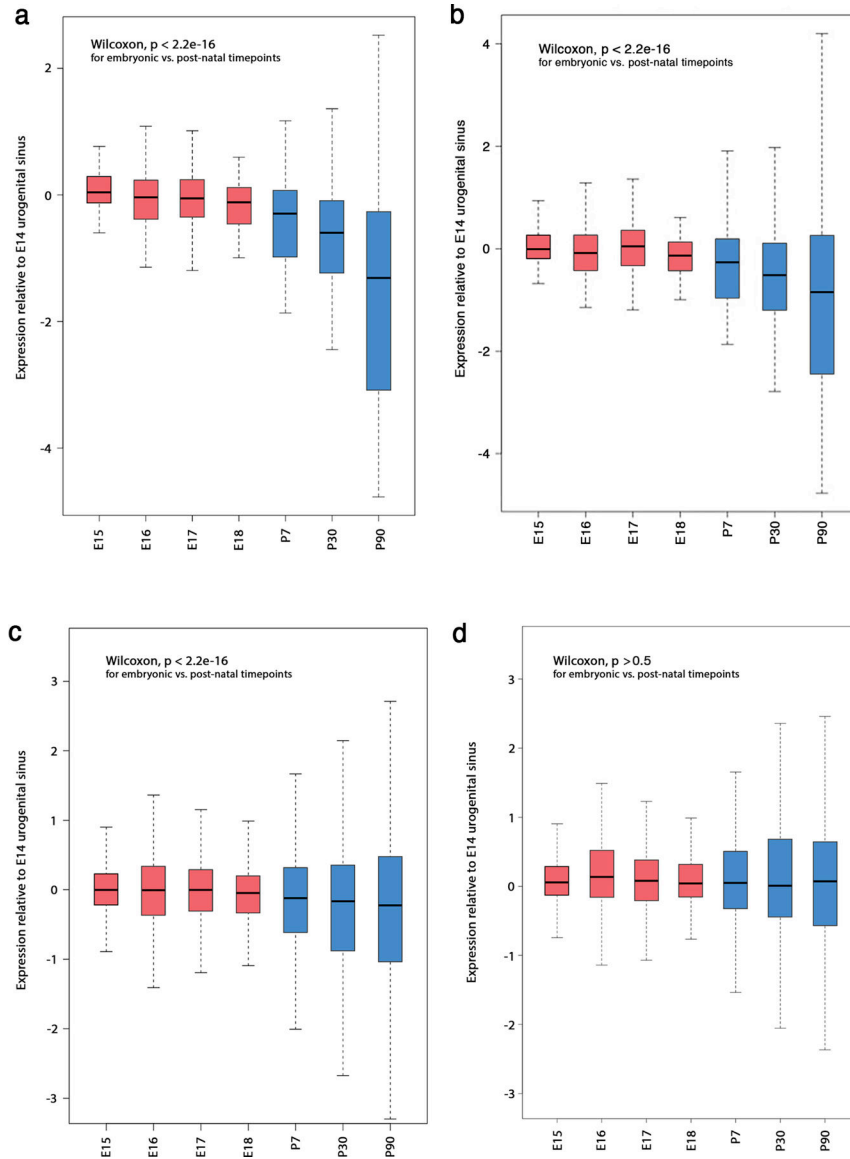 a
Wilcoxon, p < 2.2e-16
for embryonic vs. post-natal timepoints
Expression relative to E14 urogenital sinus
2
0
-2
-4
E15
E16
E17
E18
P7
P30
P90
b
Wilcoxon, p < 2.2e-16
for embryonic vs. post-natal timepoints
Expression relative to E14 urogenital sinus
4
2
0
-2
-4
E15
E16
E17
E18
P7
P30
P90
c
Wilcoxon, p < 2.2e-16
for embryonic vs. post-natal timepoints
Expression relative to E14 urogenital sinus
3
2
1
0
-1
-2
-3
E15
E16
E17
E18
P7
P30
P90
d
Wilcoxon, p > 0.5
for embryonic vs. post-natal timepoints
Expression relative to E14 urogenital sinus
3
2
1
0
-1
-2
-3
E15
E16
E17
E18
P7
P30
P90